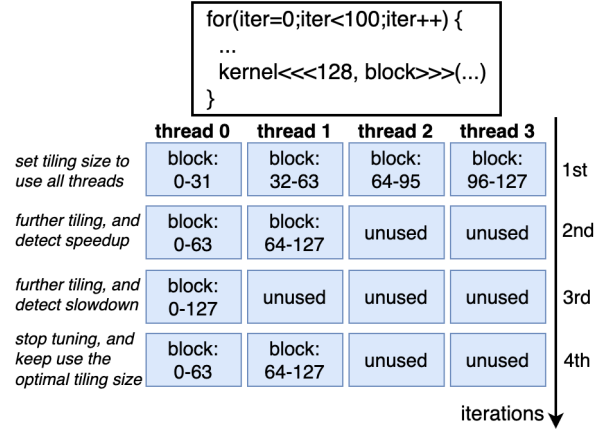 for(iter=0;iter<100;iter++) {
...
kernel<<<128, block>>>(...)
}
thread 0 thread 1 thread 2 thread 3
set tiling size to
use all threads
block:
0-31
block:
32-63
block:
64-95
block:
96-127
1st
further tiling, and
detect speedup
block:
0-63
block:
64-127
unused
unused
2nd
further tiling, and
detect slowdown
block:
0-127
unused
unused
unused
3rd
stop tuning, and
keep use the
optimal tiling size
block:
0-63
block:
64-127
unused
unused
4th
iterations